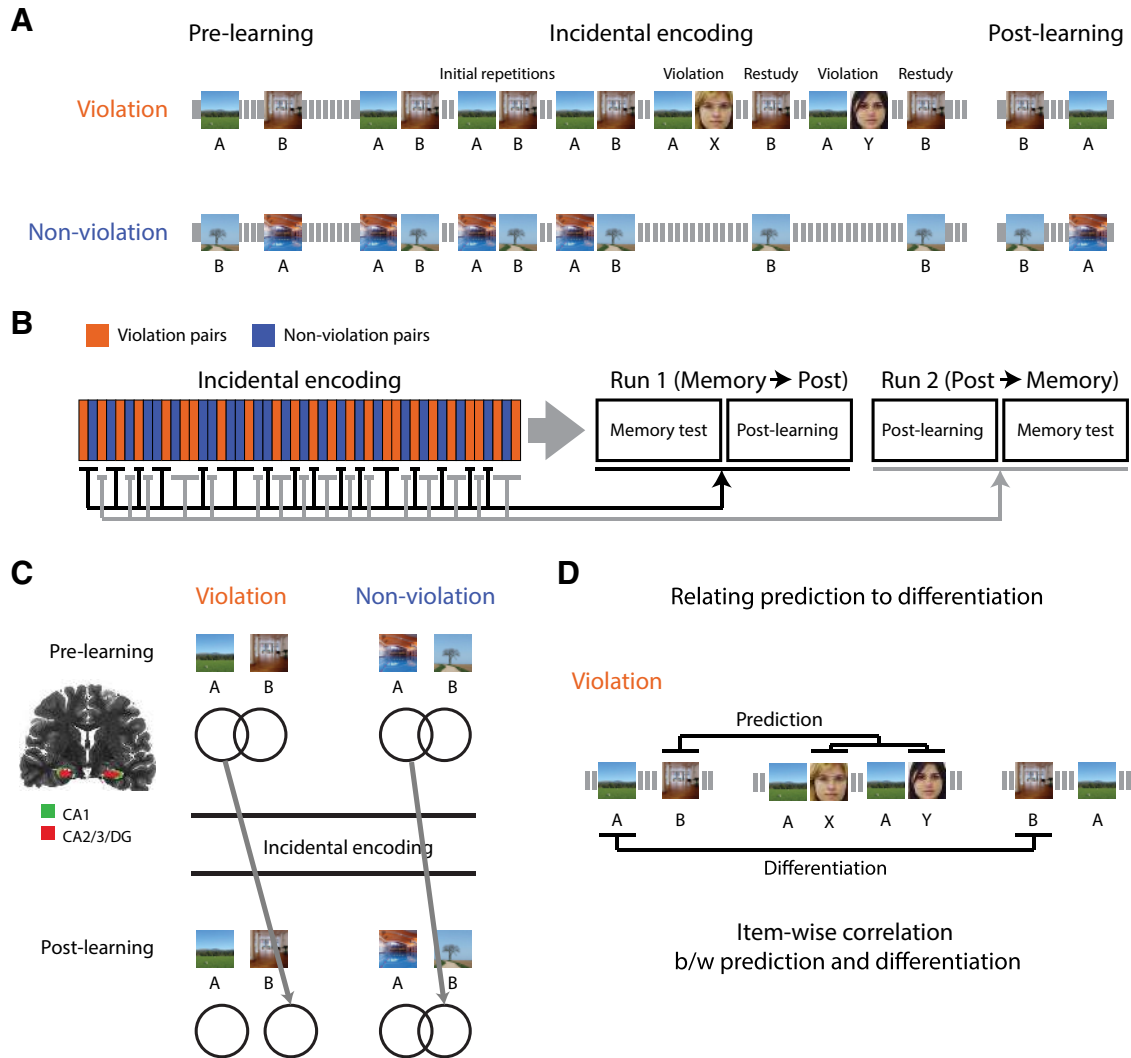 A
Pre-learning Incidental encoding Post-learning
Initial repetitions Violation Restudy Violation Restudy
Violation
A B A B A B A B A X B A Y B B A
Non-violation
B A A B A B A B B B B A
B
Violation pairs Non-violation pairs
Incidental encoding Run 1 (Memory → Post) Run 2 (Post → Memory)
Memory test Post-learning Post-learning Memory test
C
Violation Non-violation
Pre-learning
A B A B
CA1
CA2/3/DG
Incidental encoding
Post-learning
A B A B
D
Relating prediction to differentiation
Violation
Prediction
A B A X A Y B A
Differentiation
Item-wise correlation
b/w prediction and differentiation